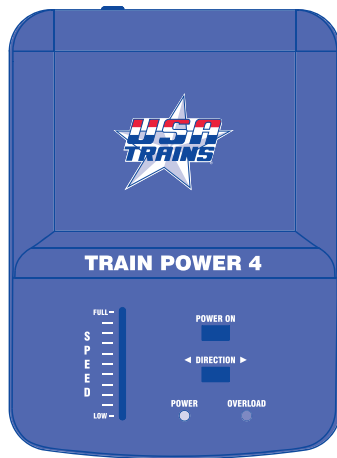 USA
TRAINS
TRAIN POWER 4
FULL
SPEED
LOW
POWER ON
◄ DIRECTION ►
POWER OVERLOAD